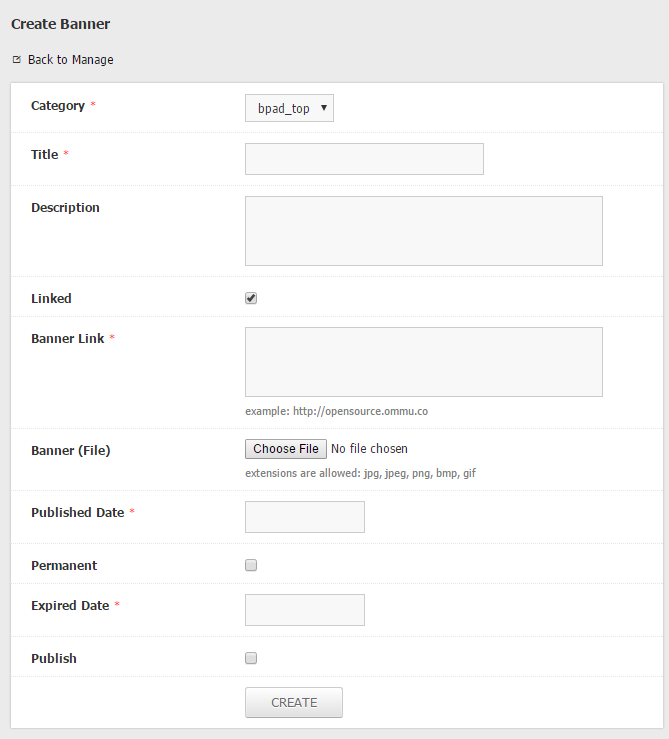 Create Banner
Back to Manage
Category *
bpad_top
Title *
Description
Linked
Banner Link *
example: http://opensource.ommu.co
Banner (File)
Choose File No file chosen
extensions are allowed: jpg, jpeg, png, bmp, gif
Published Date *
Permanent
Expired Date *
Publish
CREATE